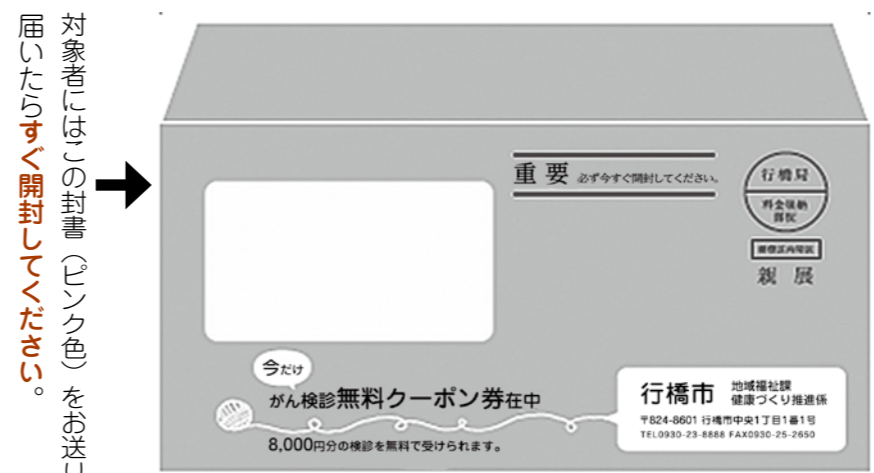 対象者にはこの封書（ピンク色）をお送り
届いたらすぐ開封してください。
重要 必ず今すぐ開封してください。
行橋局
料金後納
郵便
親展
今だけ
がん検診無料クーポン券在中
8,000円分の検診を無料で受けられます。
行橋市 地域福祉課
健康づくり推進係
〒824-8601 行橋市中央1丁目1番1号
TEL0930-23-8888 FAX0930-25-2650